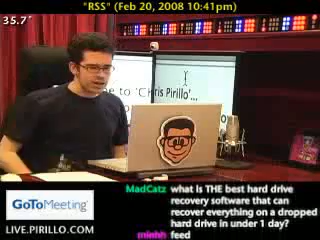 "RSS" (Feb 20, 2008 10:41pm)
35.7°
me to 'Chris Pirillo'...
MadCatz what Is THE best hard drive
recovery software that can
recover everything on a dropped
hard drive in under 1 day?
minhh feed
GoToMeeting
LIVE.PIRILLO.COM